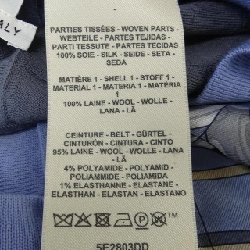 ALY
PARTIES TISSÉES - WOVEN PARTS
WEBTEILE - PARTES TEJIDAS
PARTI TESSUTE - PARTES TEJIDAS
100% SOIE - SILK - SEIDE - SETA
SEDA
MATIÈRE 1 - SHELL 1 - STOFF 1
MATERIAL 1 - MATERIA 1 - MATERIAL
1
100% LAINE - WOOL - WOLLE -
LANA - LÃ
CEINTURE - BELT - GÜRTEL
CINTURÓN - CINTURA - CINTO
95% LAINE - WOOL - WOLLE - LANA
- LÃ
4% POLYAMIDE - POLYAMID -
POLIAMMIDE - POLIAMIDA
1% ELASTHANNE - ELASTANE -
ELASTHAN - ELASTAN - ELASTANO
5E2803DD